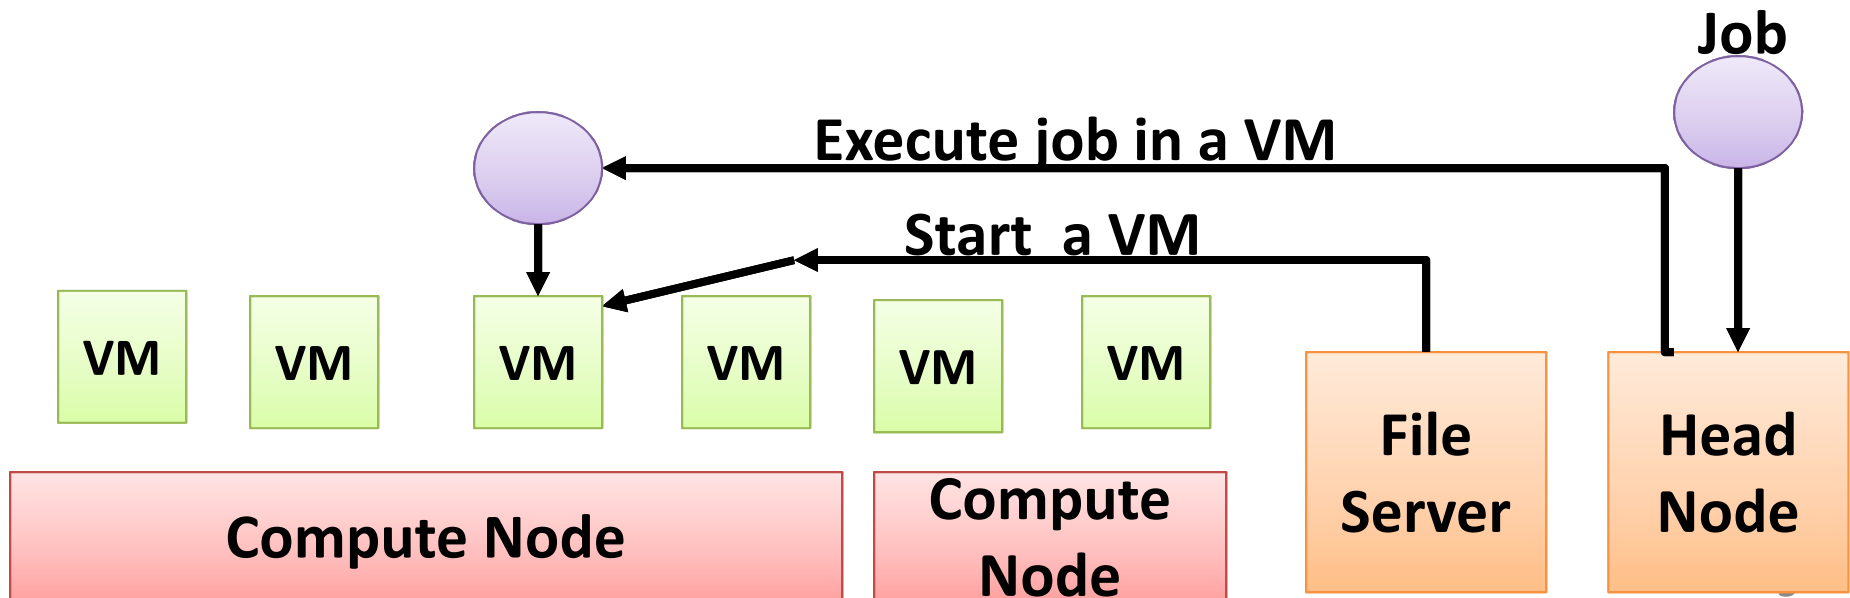 Job
Execute job in a VM
Start a VM
VM
VM
VM
VM
VM
VM
File
Server
Head
Node
Compute Node
Compute
Node